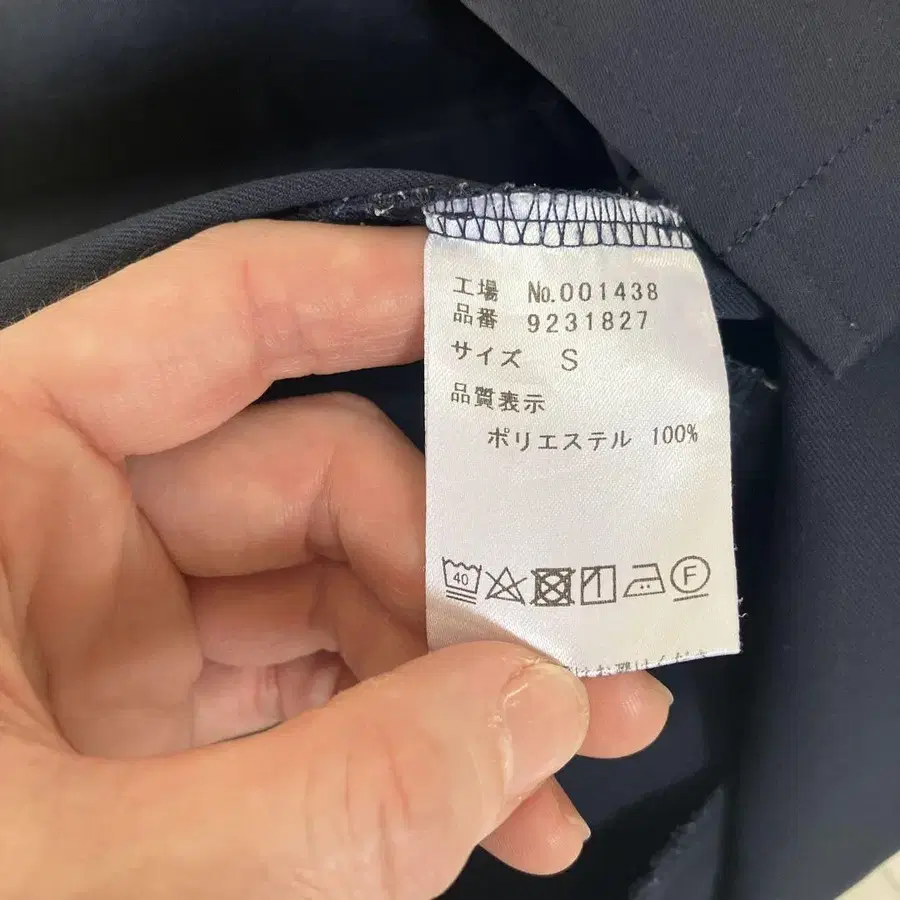 工場 No.001438
品番 9231827
サイズ S
品質表示
ポリエステル 100%
40 F